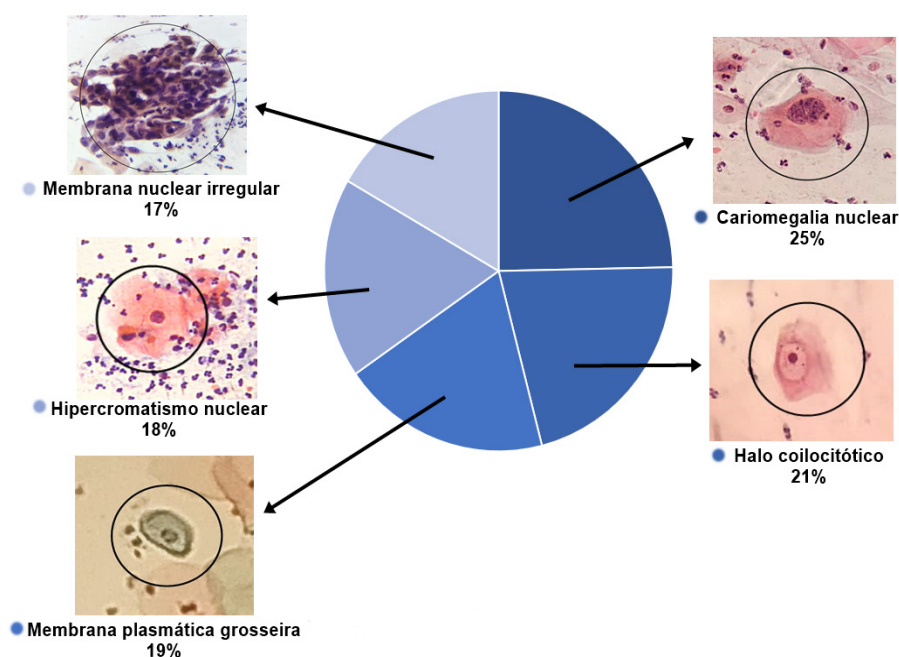 Membrana nuclear irregular
17%
Cariomegalia nuclear
25%
Hipercromatismo nuclear
18%
Halo coilocitótico
21%
Membrana plasmática grosseira
19%